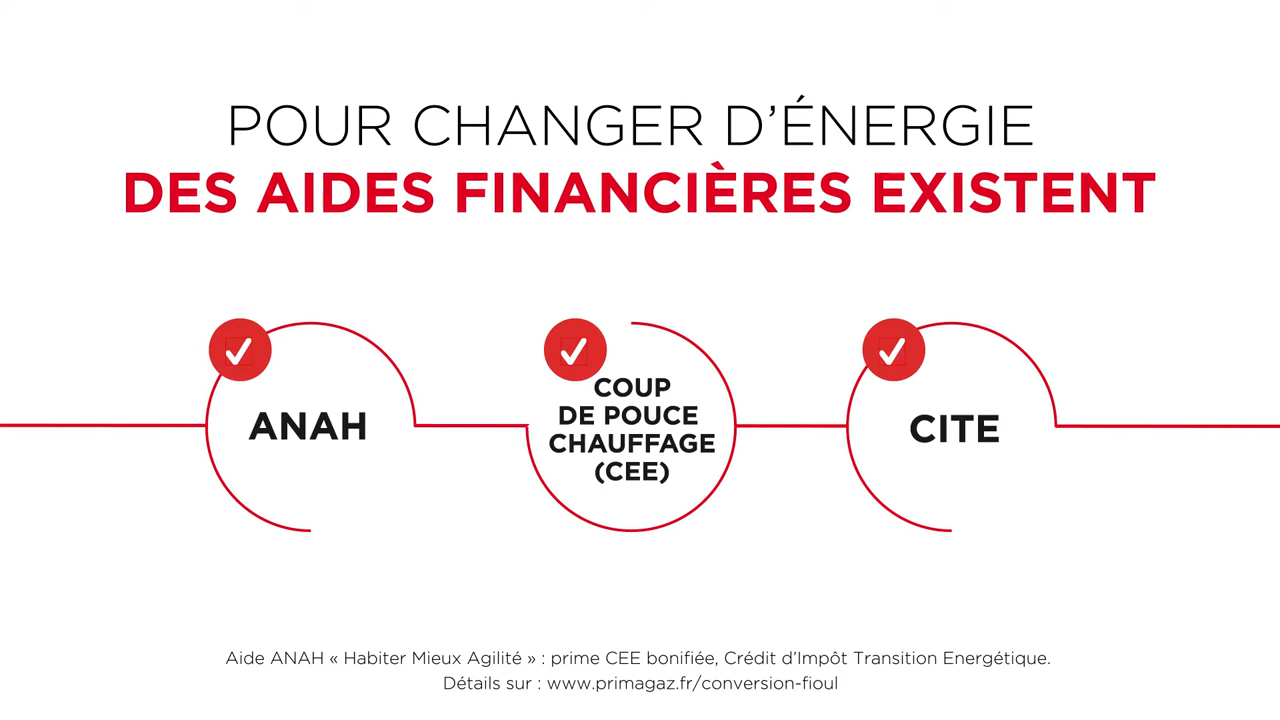 POUR CHANGER D'ÉNERGIE
DES AIDES FINANCIÈRES EXISTENT
ANAH
COUP
DE POUCE
CHAUFFAGE
(CEE)
CITE
Aide ANAH « Habiter Mieux Agilité » : prime CEE bonifiée, Crédit d'Impôt Transition Energétique.
Détails sur : www.primagaz.fr/conversion-fioul